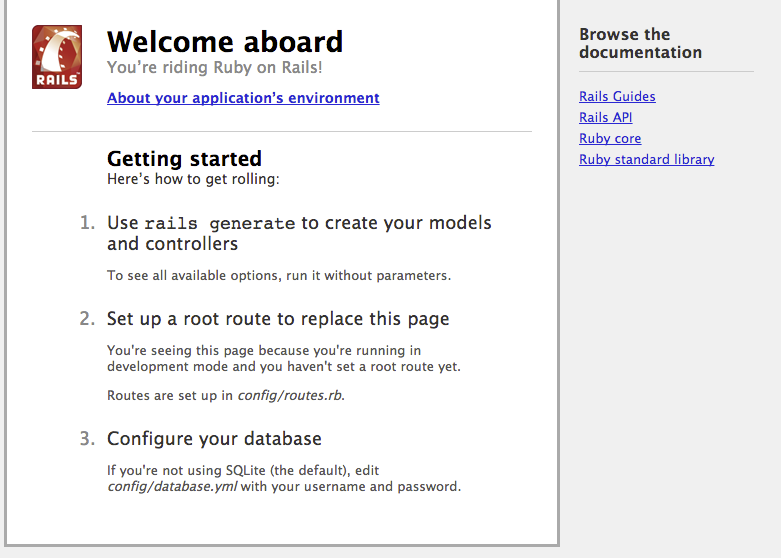 RAILS
Welcome aboard
You’re riding Ruby on Rails!
About your application’s environment
Getting started
Here’s how to get rolling:
1. Use rails generate to create your models
and controllers
To see all available options, run it without parameters.
2. Set up a root route to replace this page
You're seeing this page because you're running in
development mode and you haven't set a root route yet.
Routes are set up in config/routes.rb.
3. Configure your database
If you're not using SQLite (the default), edit
config/database.yml with your username and password.
Browse the
documentation
Rails Guides
Rails API
Ruby core
Ruby standard library